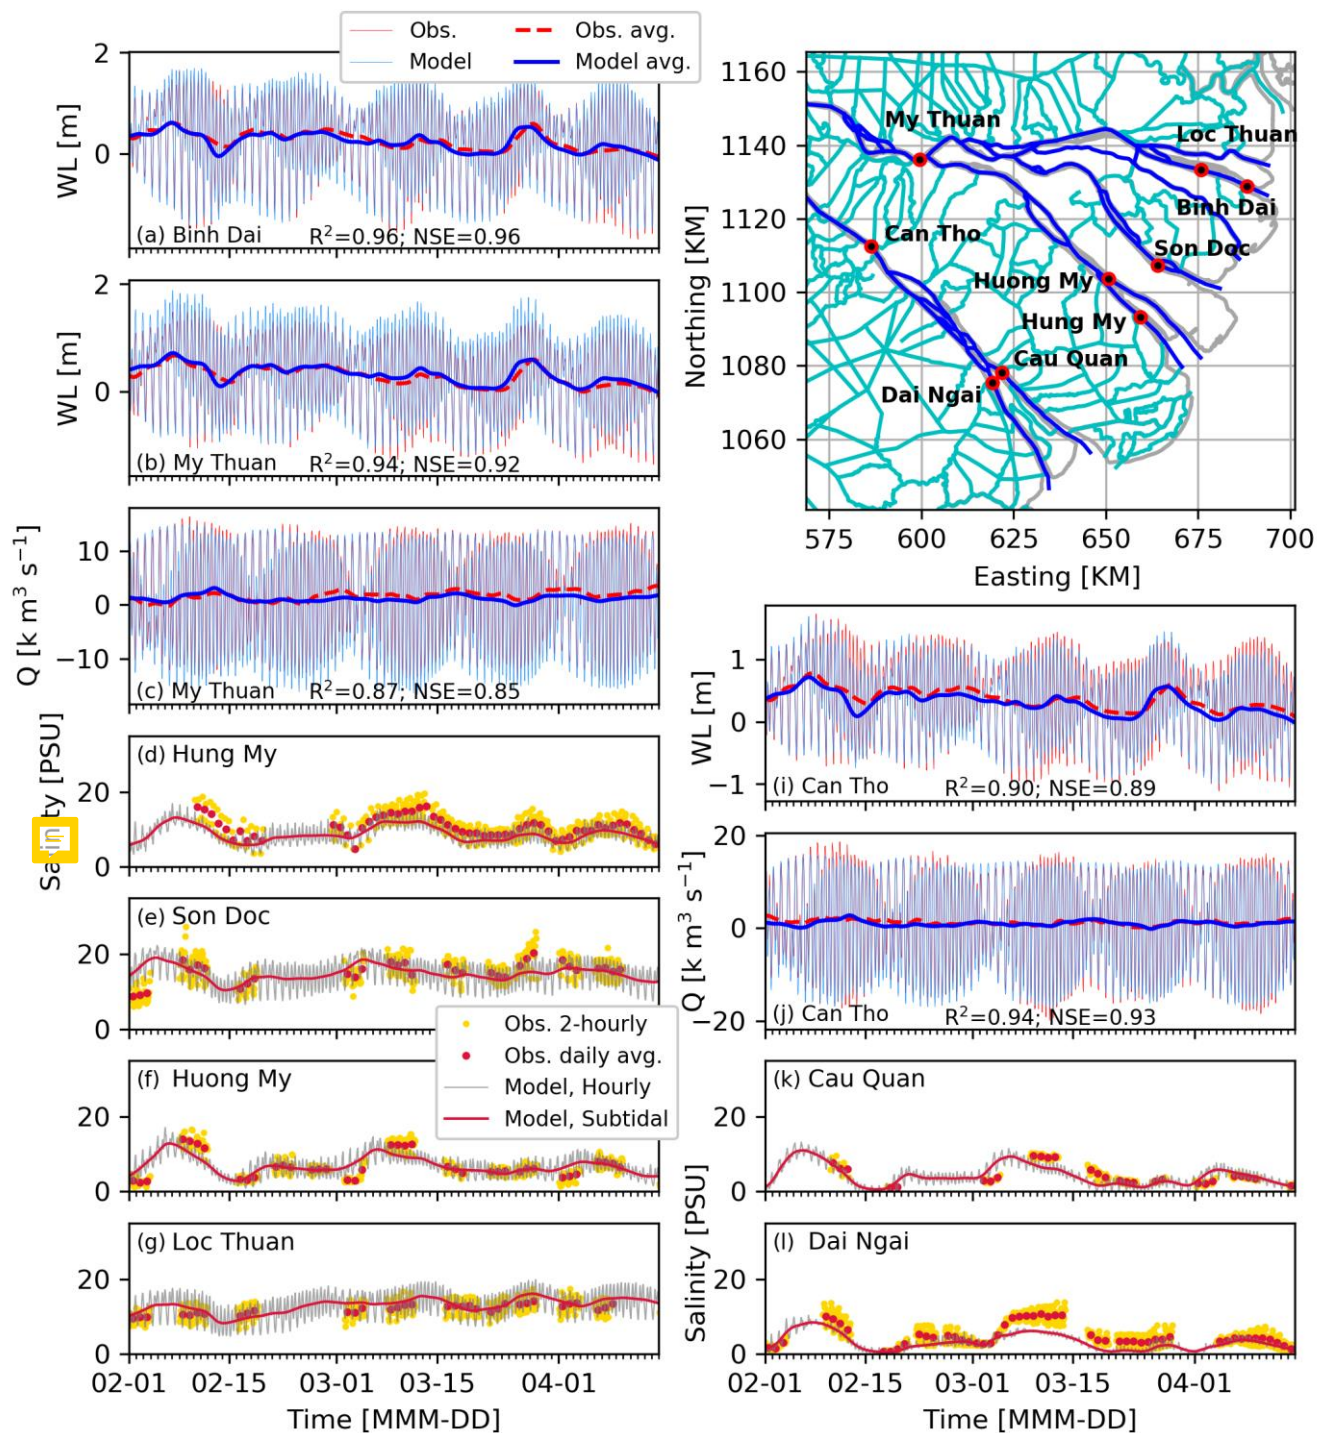 Obs.
Model
Obs. avg.
Model avg.
2
0
WL [m]
(a) Binh Dai
R²=0.96; NSE=0.96
2
0
WL [m]
(b) My Thuan
R²=0.94; NSE=0.92
10
0
−10
Q [k m³ s⁻¹]
(c) My Thuan
R²=0.87; NSE=0.85
Salinity [PSU]
(d) Hung My
20
0
(e) Son Doc
20
0
Obs. 2-hourly
Obs. daily avg.
Model, Hourly
Model, Subtidal
(f) Huong My
20
0
(g) Loc Thuan
20
0
02-01
02-15
03-01
03-15
04-01
Time [MMM-DD]
1160
1140
1120
1100
1080
1060
Northing [KM]
My Thuan
Loc Thuan
Binh Dai
Can Tho
Son Doc
Huong My
Hung My
Cau Quan
Dai Ngai
575
600
625
650
675
700
Easting [KM]
1
0
−1
WL [m]
(i) Can Tho
R²=0.90; NSE=0.89
20
0
−20
Q [k m³ s⁻¹]
(j) Can Tho
R²=0.94; NSE=0.93
(k) Cau Quan
20
0
Salinity [PSU]
(l) Dai Ngai
20
0
02-01
02-15
03-01
03-15
04-01
Time [MMM-DD]